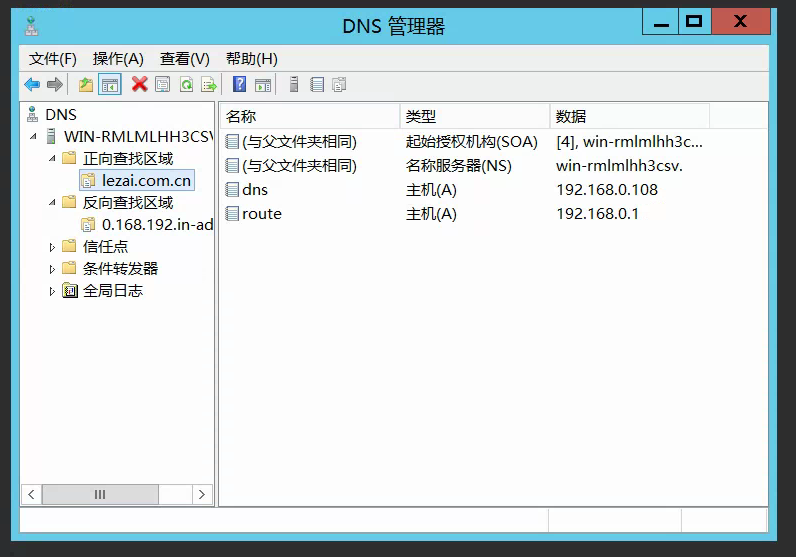 DNS 管理器
文件(F) 操作(A) 查看(V) 帮助(H)
DNS
WIN-RMLMLHH3CSV
正向查找区域
lezai.com.cn
反向查找区域
0.168.192.in-ad
信任点
条件转发器
全局日志
名称 类型 数据
(与父文件夹相同) 起始授权机构(SOA) [4], win-rmlmlhh3c...
(与父文件夹相同) 名称服务器(NS) win-rmlmlhh3csv.
dns 主机(A) 192.168.0.108
route 主机(A) 192.168.0.1